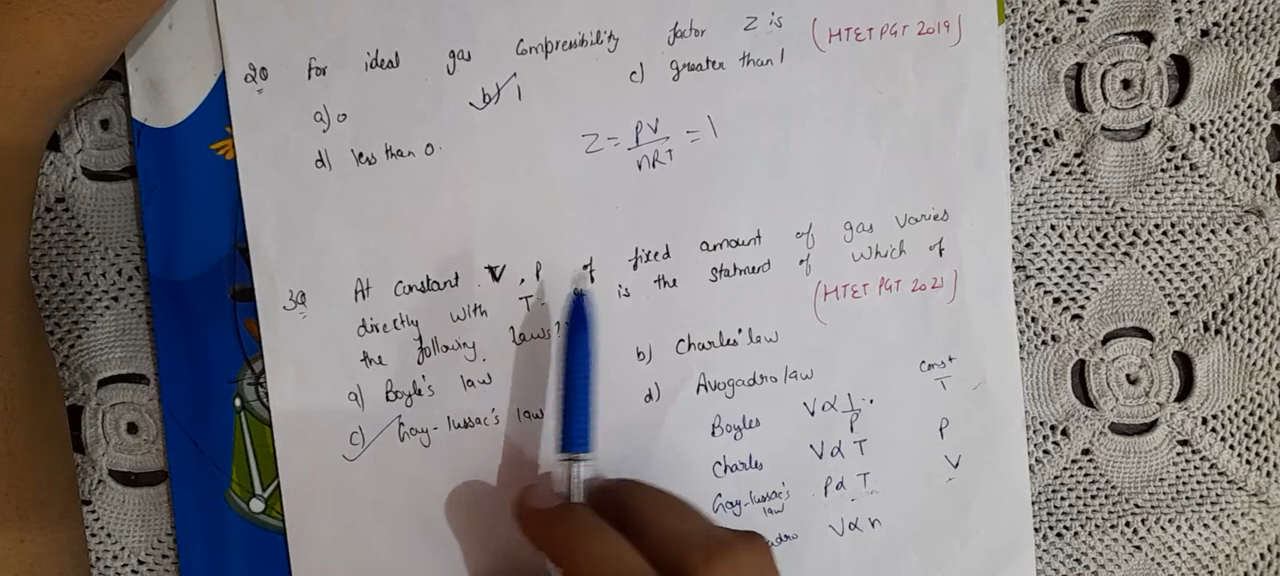 2Q For ideal gas Compressibility factor Z is (HTET PGT 2019)
a) 0 b) 1 c) greater than 1
d) less than 0.
Z = PV/nRT = 1
3Q At constant V, P of fixed amount of gas varies
directly with T. is the statment of which of
the following laws? (HTET PGT 2021)
a) Boyle's law b) Charles' law
c) Gay-lussac's law d) Avogadro law
Const
Boyles V ∝ 1/P T
Charles V ∝ T P
Gay-lussac's law P ∝ T V
V ∝ n